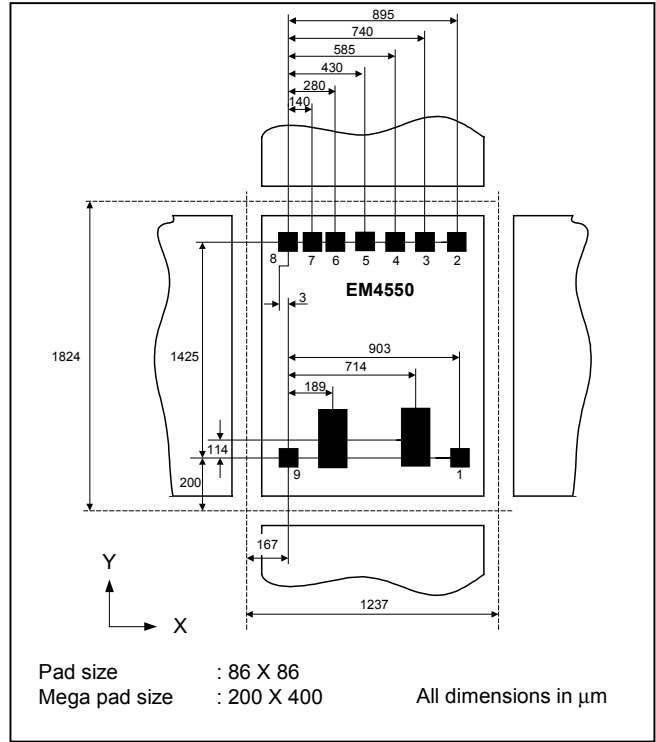 895
740
585
430
280
140
8 7 6 5 4 3 2
EM4550
3
903
1824 1425
714
189
114
9 1
200
167
Y
X
1237
Pad size : 86 X 86
Mega pad size : 200 X 400 All dimensions in μm